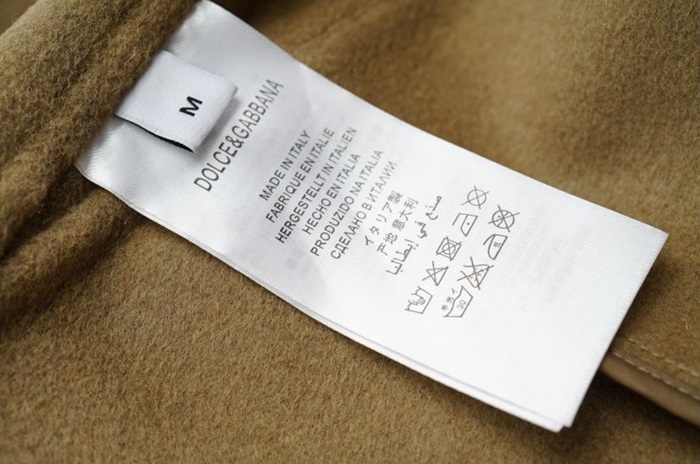 M
DOLCE&GABBANA
MADE IN ITALY
FABRIQUE EN ITALIE
HERGESTELLT IN ITALIEN
HECHO EN ITALIA
PRODUZIDO NA ITALIA
СДЕЛАНО В ИТАЛИИ
イタリア製
产地 意大利
صنع في إيطاليا
30